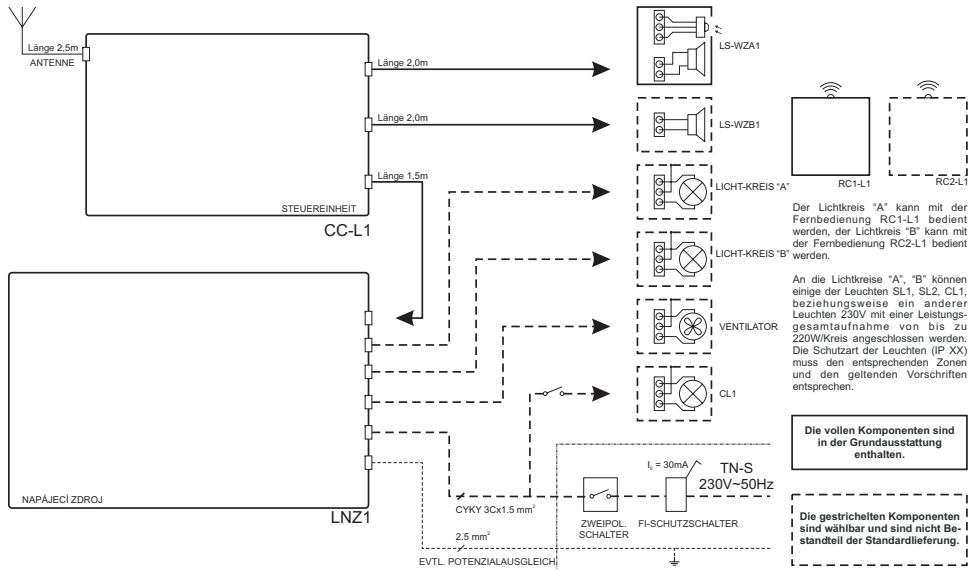 Länge 2,5m
ANTENNE
Länge 2,0m
Länge 2,0m
Länge 1,5m
STEUEREINHEIT
CC-L1
NAPÁJECÍ ZDROJ
LNZ1
LS-WZA1
LS-WZB1
LICHT-KREIS "A"
LICHT-KREIS "B"
VENTILATOR
CL1
I₀ = 30mA
TN-S
230V~50Hz
CYKY 3Cx1.5 mm²
ZWEIPOL.
SCHALTER
FI-SCHUTZSCHALTER
2.5 mm²
EVTL. POTENZIALAUSGLEICH
RC1-L1
RC2-L1
Der Lichtkreis "A" kann mit der
Fernbedienung RC1-L1 bedient
werden, der Lichtkreis "B" kann mit
der Fernbedienung RC2-L1 bedient
werden.
An die Lichtkreise "A", "B" können
einige der Leuchten SL1, SL2, CL1,
beziehungsweise ein anderer
Leuchten 230V mit einer Leistungs-
gesamtaufnahme von bis zu
220W/Kreis angeschlossen werden.
Die Schutzart der Leuchten (IP XX)
muss den entsprechenden Zonen
und den geltenden Vorschriften
entsprechen.
Die vollen Komponenten sind
in der Grundausstattung
enthalten.
Die gestrichelten Komponenten
sind wählbar und sind nicht Be-
standteil der Standardlieferung.